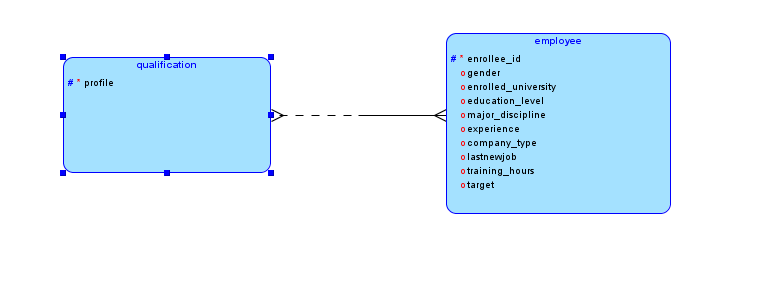 qualification
# * profile
employee
# * enrollee_id
o gender
o enrolled_university
o education_level
o major_discipline
o experience
o company_type
o lastnewjob
o training_hours
o target